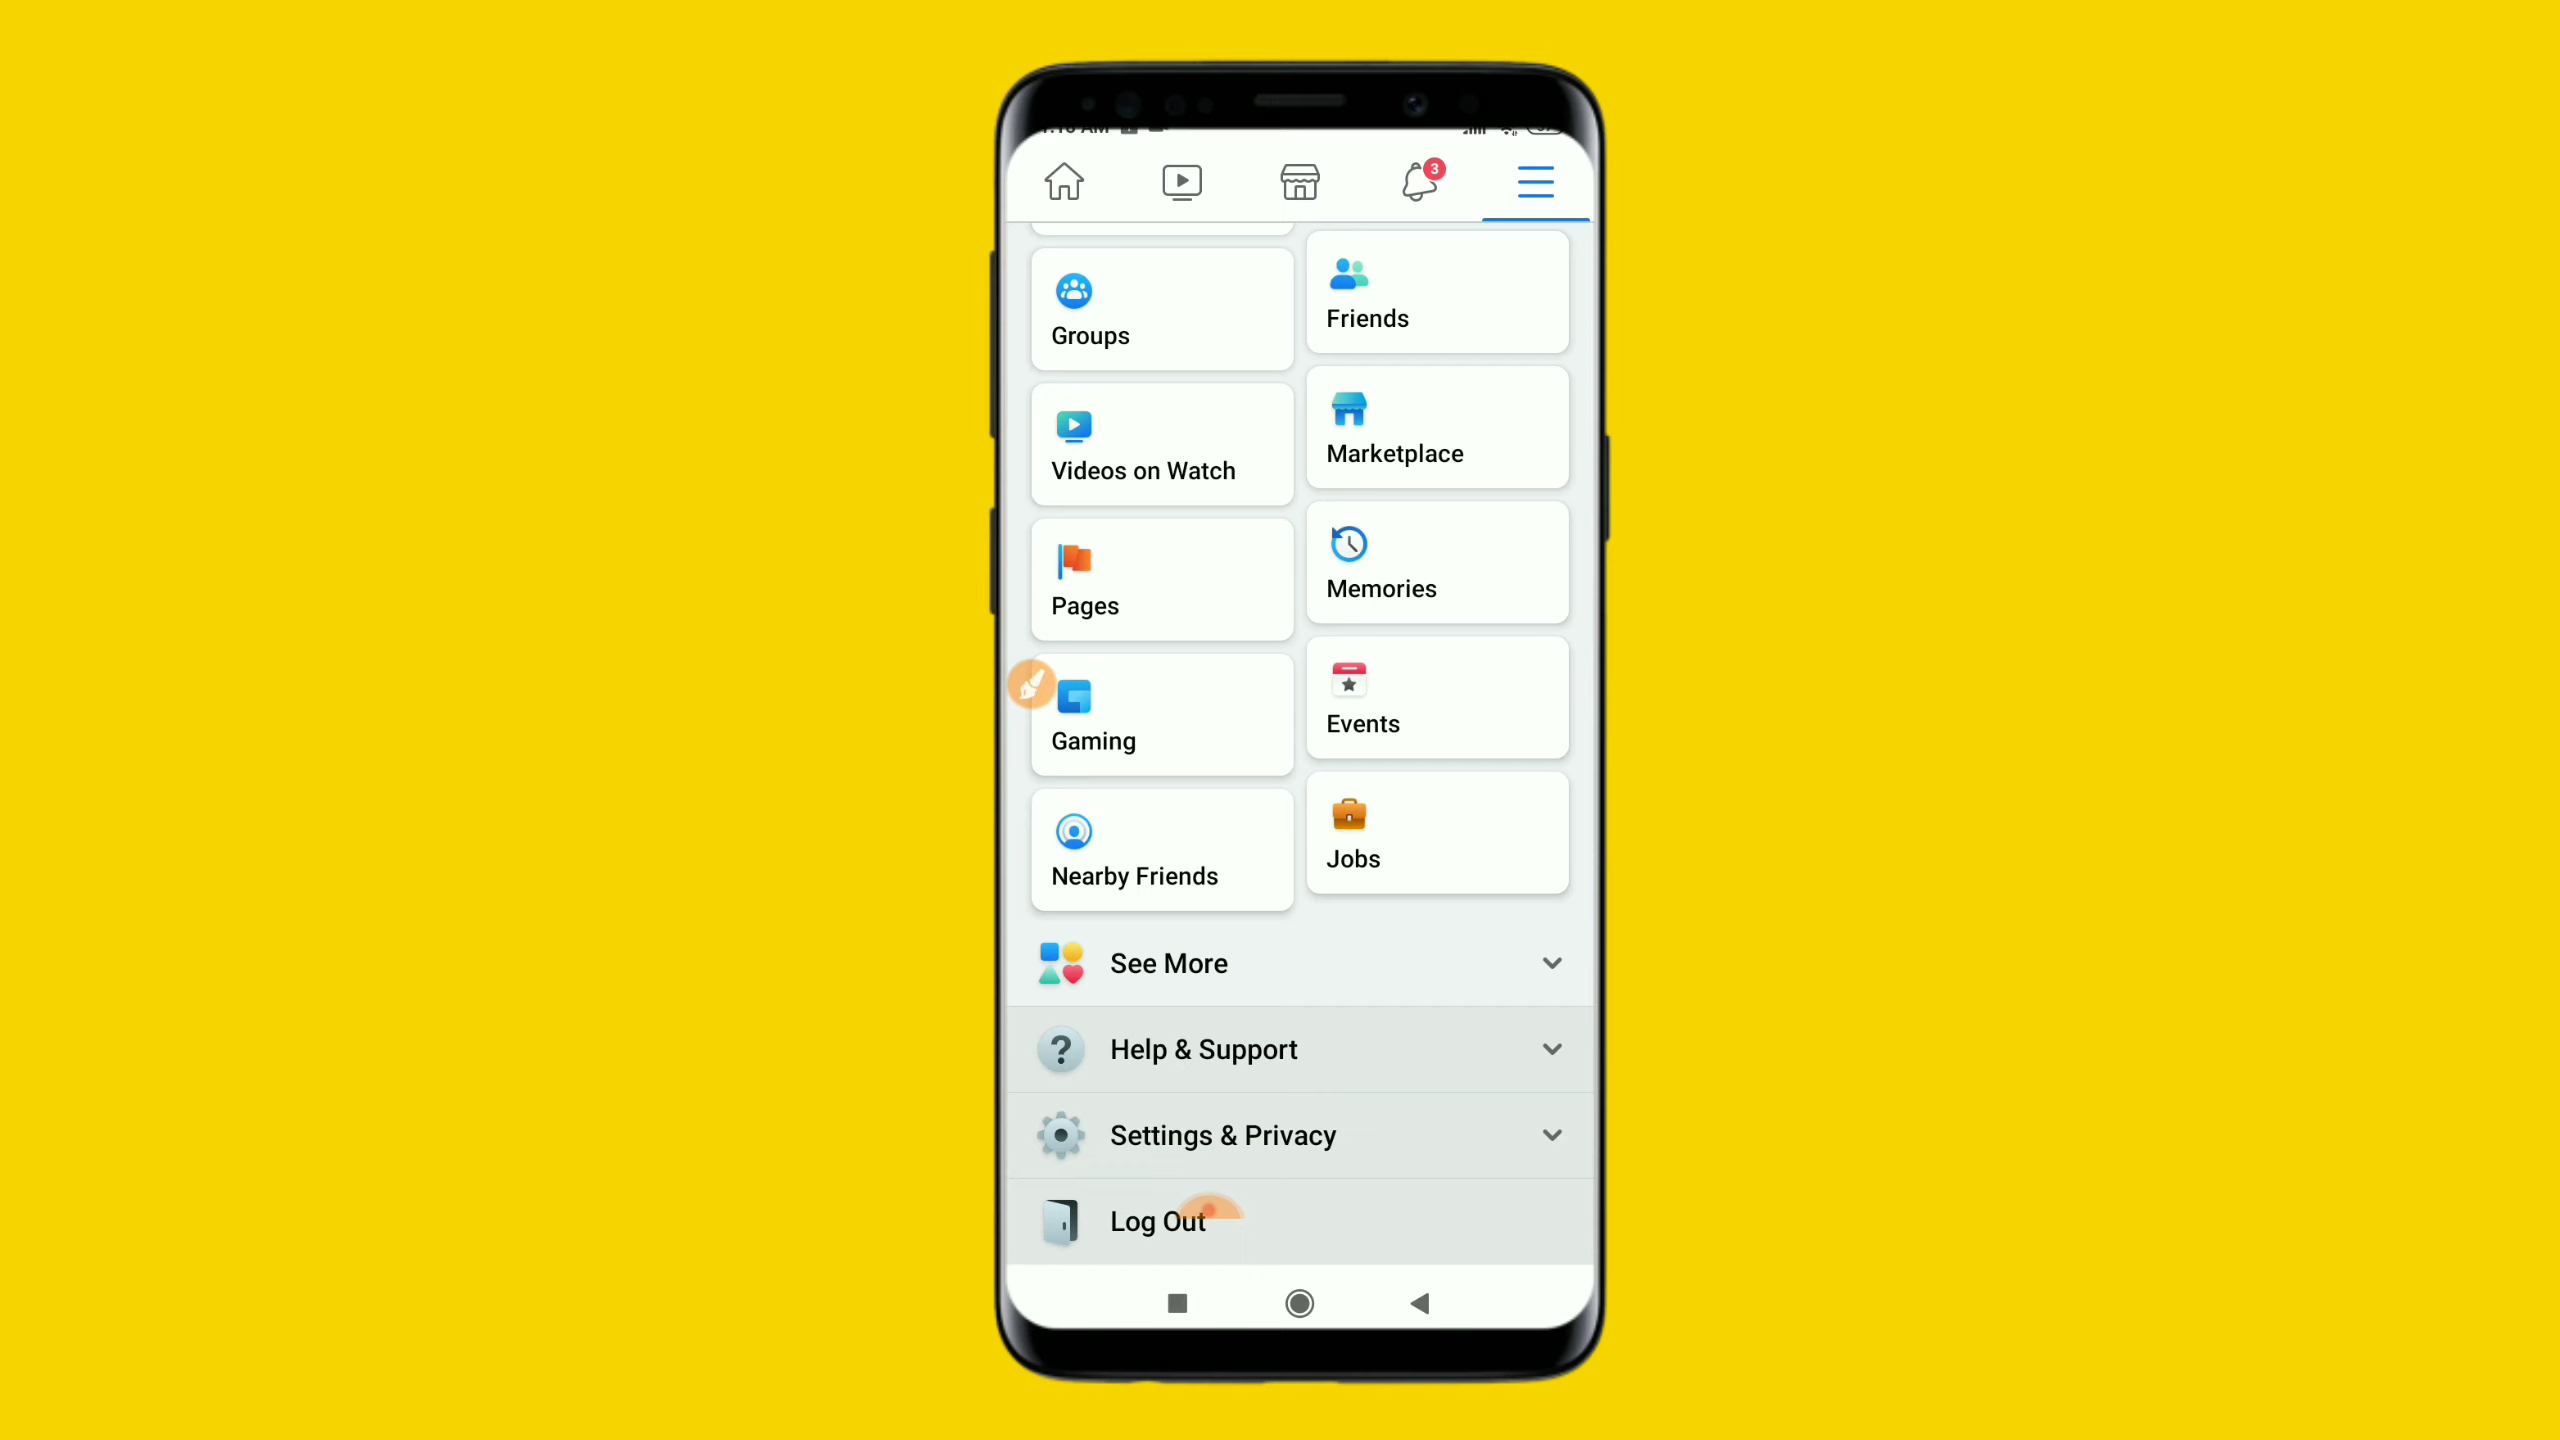 3
Groups
Friends
Videos on Watch
Marketplace
Pages
Memories
Gaming
Events
Nearby Friends
Jobs
See More
Help & Support
Settings & Privacy
Log Out